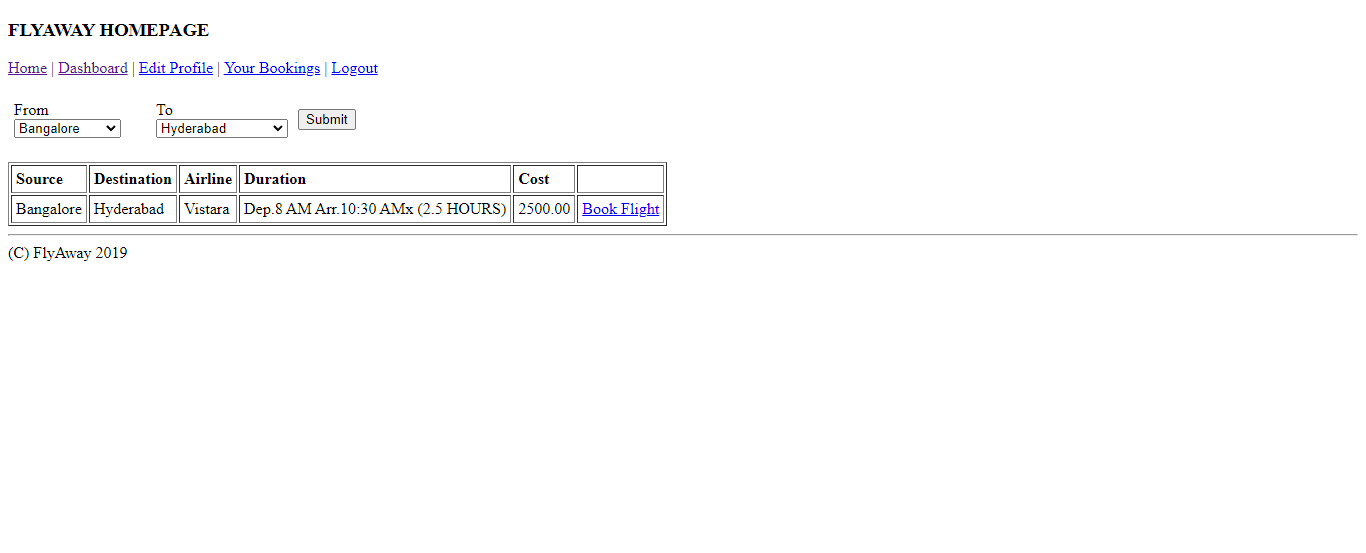 FLYAWAY HOMEPAGE
Home | Dashboard | Edit Profile | Your Bookings | Logout
From To
Bangalore Hyderabad Submit
Source Destination Airline Duration Cost
Bangalore Hyderabad Vistara Dep.8 AM Arr.10:30 AMx (2.5 HOURS) 2500.00 Book Flight
(C) FlyAway 2019